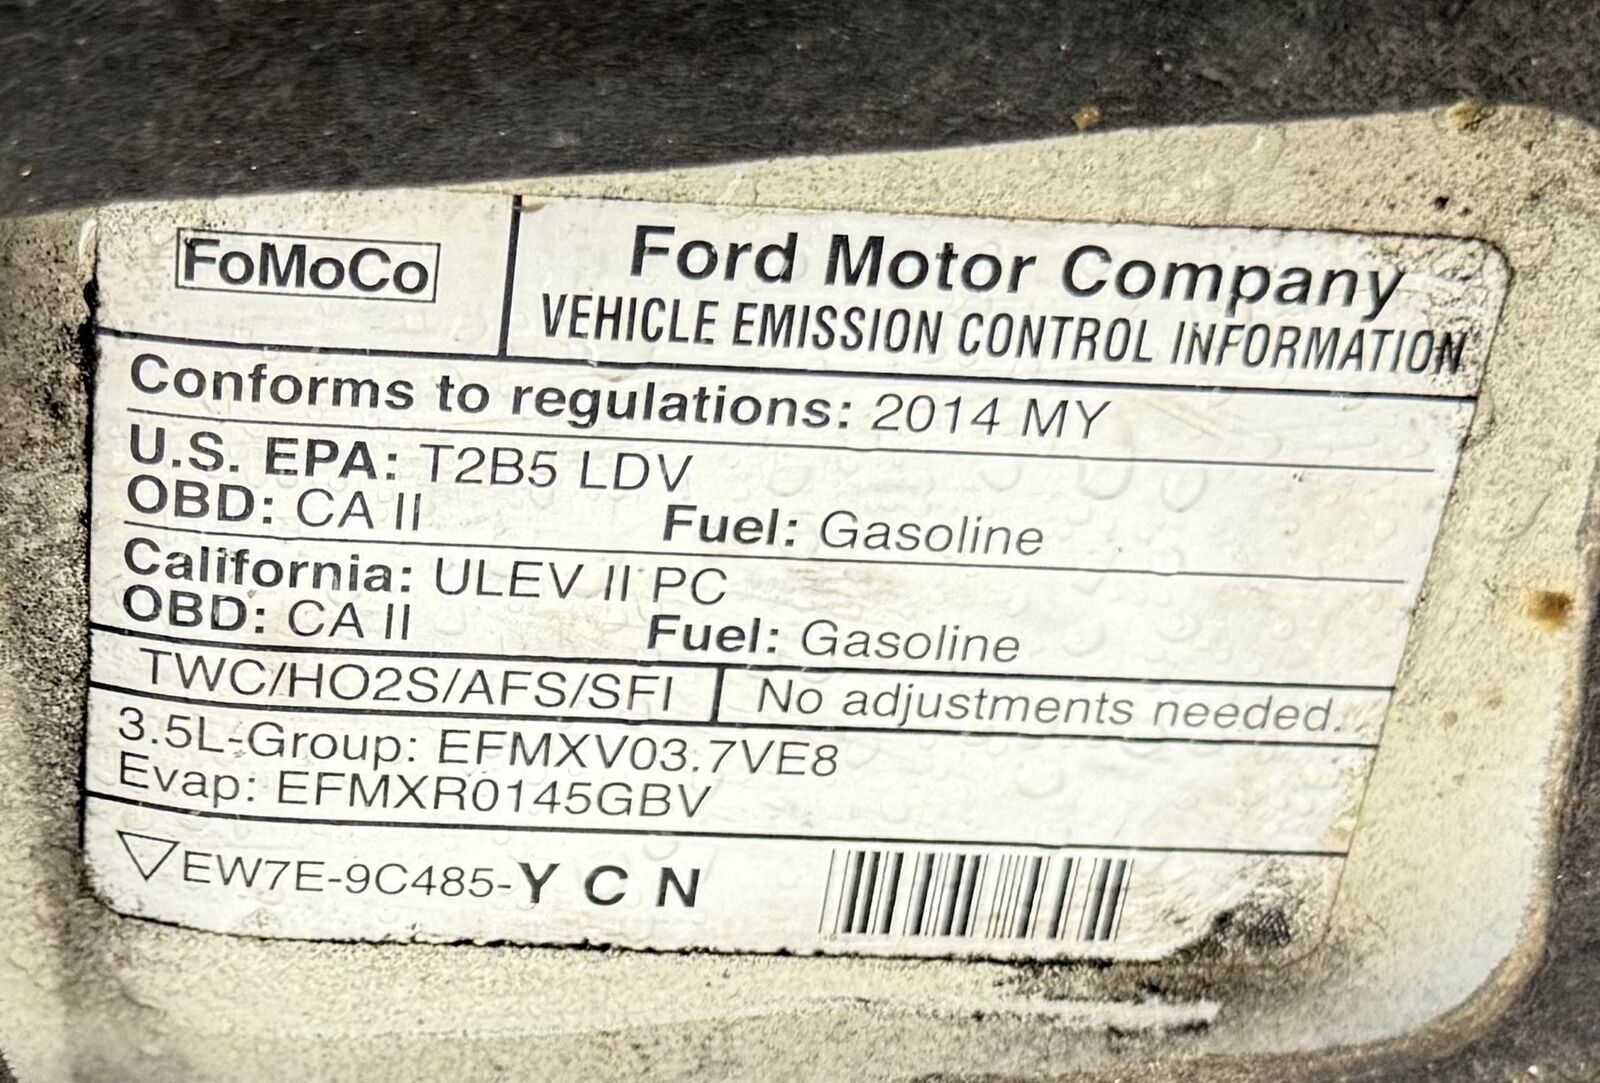 FoMoCo
Ford Motor Company
VEHICLE EMISSION CONTROL INFORMATION
Conforms to regulations: 2014 MY
U.S. EPA: T2B5 LDV
OBD: CA II Fuel: Gasoline
California: ULEV II PC
OBD: CA II Fuel: Gasoline
TWC/HO2S/AFS/SFI No adjustments needed.
3.5L-Group: EFMXV03.7VE8
Evap: EFMXR0145GBV
EW7E-9C485-Y C N